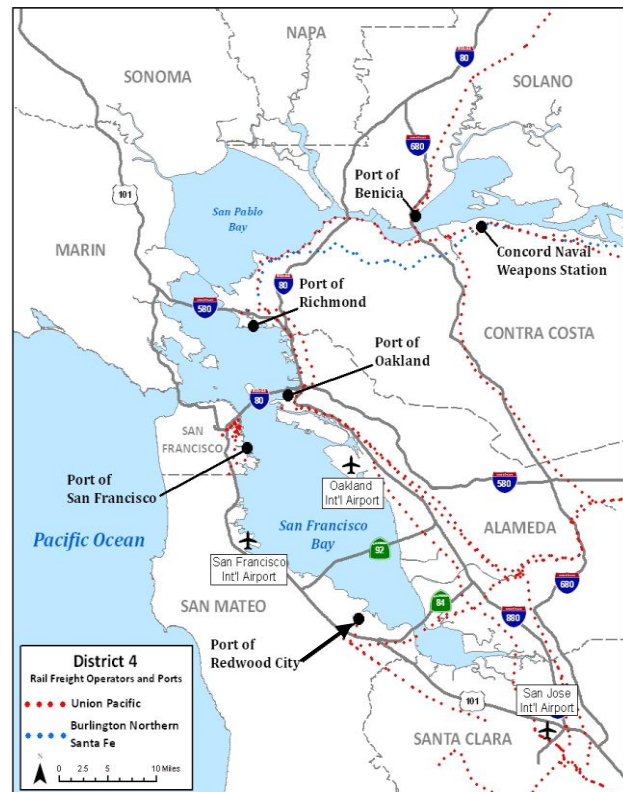 NAPA
SONOMA
80
SOLANO
680
Port of
Benicia
101
San Pablo
Bay
MARIN
Concord Naval
Weapons Station
80
Port of
Richmond
580
CONTRA COSTA
Port of
Oakland
80
SAN
FRANCISCO
Port of
San Francisco
Oakland
Int'l Airport
580
Pacific Ocean
San Francisco
Bay
ALAMEDA
San Francisco
Int'l Airport
92
680
SAN MATEO
84
880
Port of
Redwood City
District 4
Rail Freight Operators and Ports
Union Pacific
Burlington Northern
Santa Fe
N
0 2.5 5 10 Miles
101
San Jose
Int'l Airport
SANTA CLARA